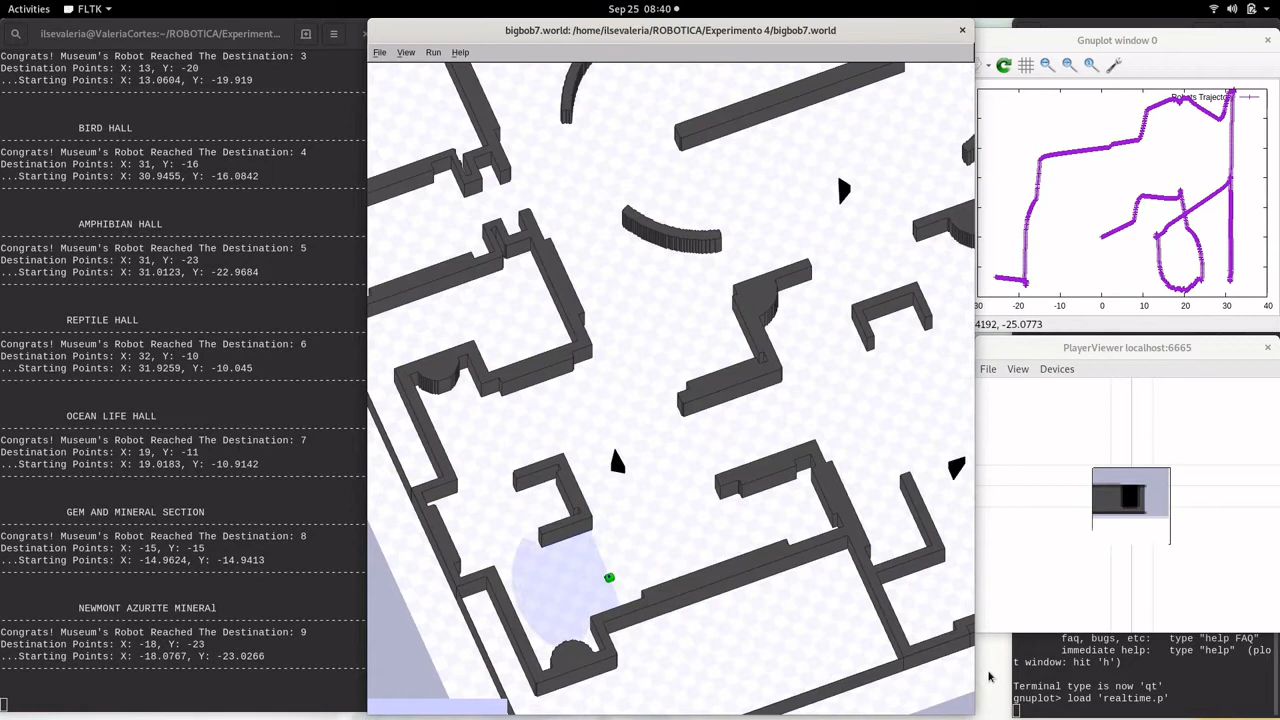 Activities
FLTK
Sep 25 08:40
ilsevaleria@ValeriaCortes:~/ROBOTICA/Experiment...
Congrats! Museum's Robot Reached The Destination: 3
Destination Points: X: 13, Y: -20
...Starting Points: X: 13.0604, Y: -19.919
--------------------------------------------------------------
BIRD HALL
Congrats! Museum's Robot Reached The Destination: 4
Destination Points: X: 31, Y: -16
...Starting Points: X: 30.9455, Y: -16.0842
--------------------------------------------------------------
AMPHIBIAN HALL
Congrats! Museum's Robot Reached The Destination: 5
Destination Points: X: 31, Y: -23
...Starting Points: X: 31.0123, Y: -22.9684
--------------------------------------------------------------
REPTILE HALL
Congrats! Museum's Robot Reached The Destination: 6
Destination Points: X: 32, Y: -10
...Starting Points: X: 31.9259, Y: -10.045
--------------------------------------------------------------
OCEAN LIFE HALL
Congrats! Museum's Robot Reached The Destination: 7
Destination Points: X: 19, Y: -11
...Starting Points: X: 19.0183, Y: -10.9142
--------------------------------------------------------------
GEM AND MINERAL SECTION
Congrats! Museum's Robot Reached The Destination: 8
Destination Points: X: -15, Y: -15
...Starting Points: X: -14.9624, Y: -14.9413
--------------------------------------------------------------
NEWMONT AZURITE MINERAl
Congrats! Museum's Robot Reached The Destination: 9
Destination Points: X: -18, Y: -23
...Starting Points: X: -18.0767, Y: -23.0266
--------------------------------------------------------------
bigbob7.world: /home/ilsevaleria/ROBOTICA/Experimento 4/bigbob7.world
File View Run Help
Gnuplot window 0
30 -20 -10 0 10 20 30 40
4192, -25.0773
PlayerViewer localhost:6665
File View Devices
faq, bugs, etc: type "help FAQ"
immediate help: type "help" (plo
t window: hit 'h')
Terminal type is now 'qt'
gnuplot> load 'realtime.p'